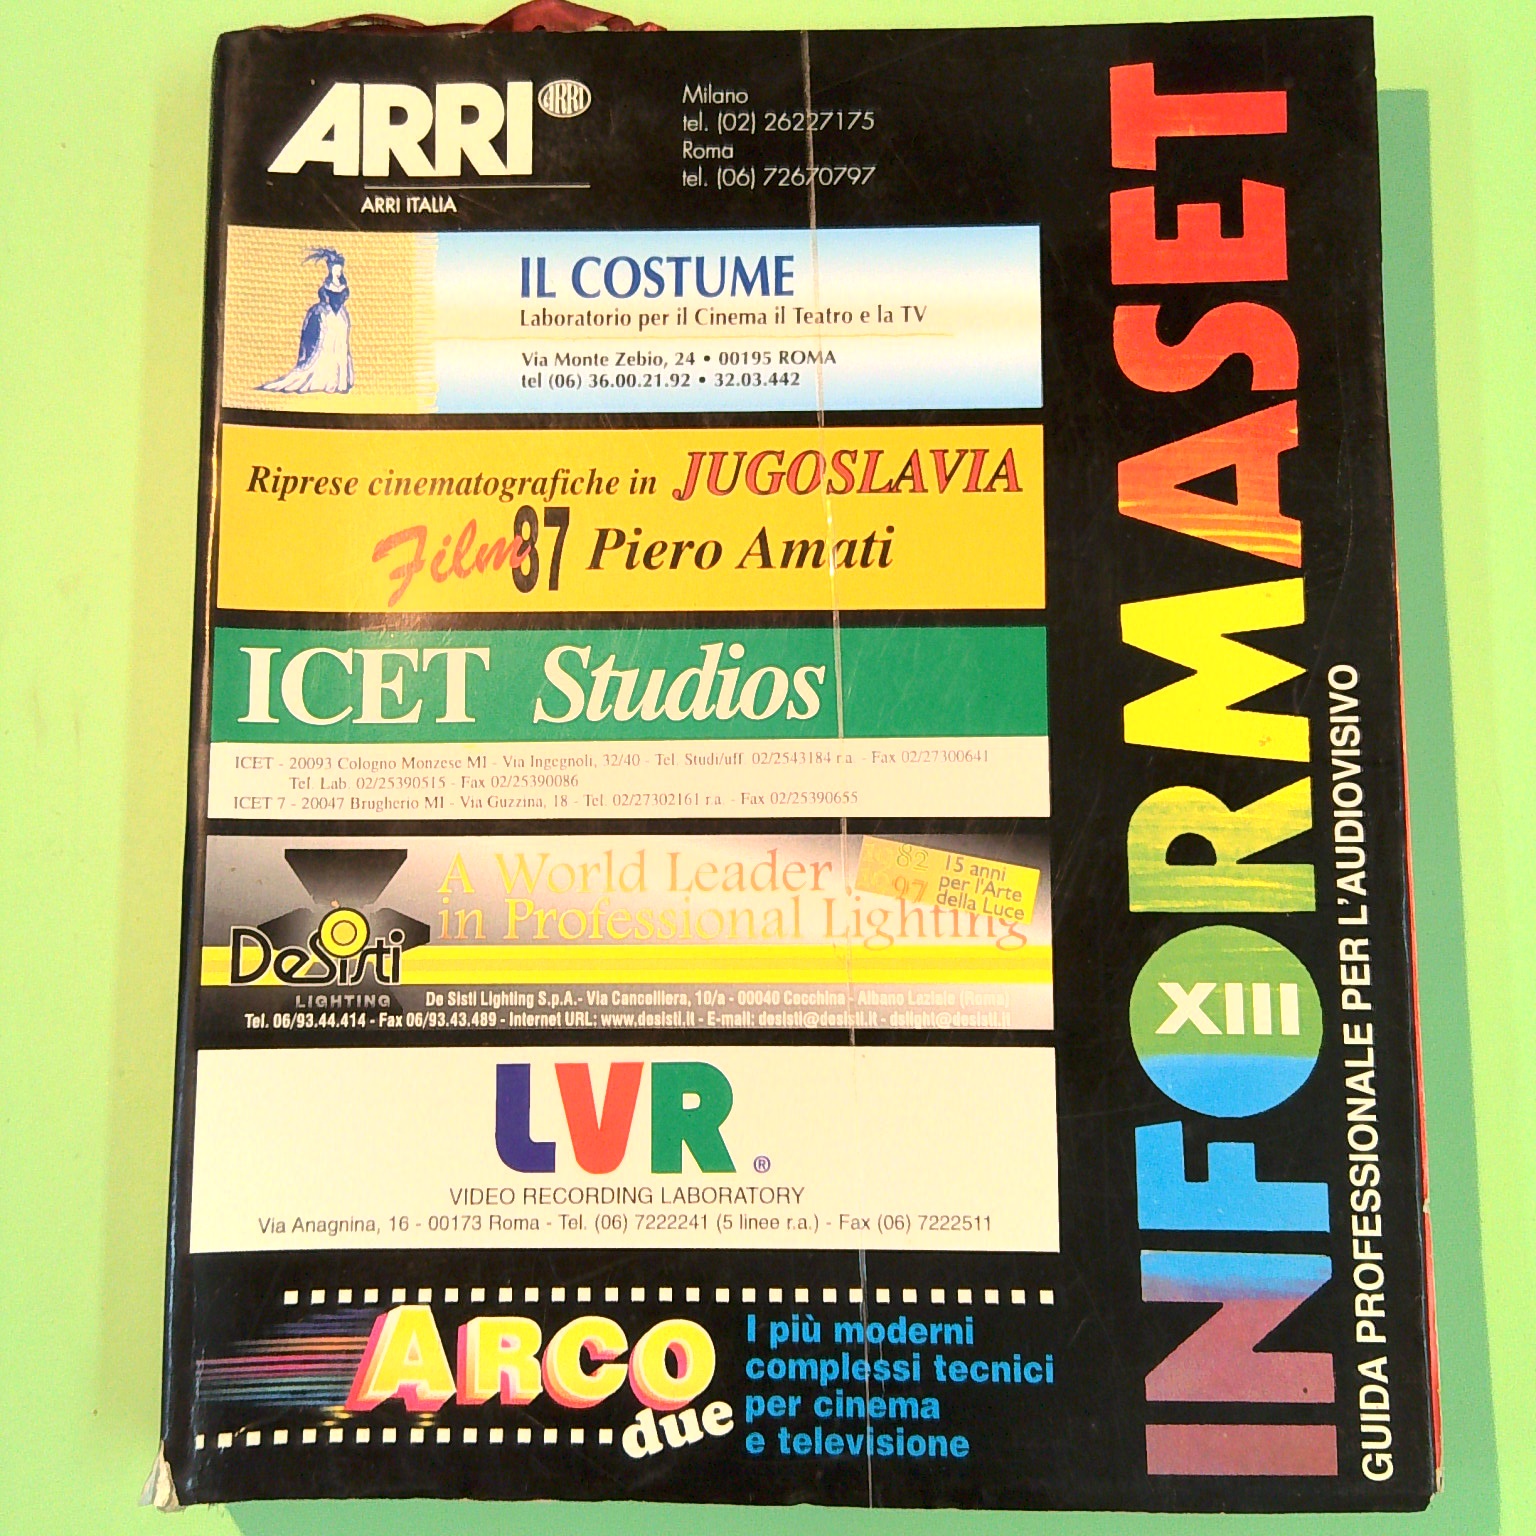 ARRI ARRI
ARRI ITALIA
Milano
tel. (02) 26227175
Roma
tel. (06) 72670797
IL COSTUME
Laboratorio per il Cinema il Teatro e la TV
Via Monte Zebio, 24 • 00195 ROMA
tel (06) 36.00.21.92 • 32.03.442
Riprese cinematografiche in JUGOSLAVIA
Film 87 Piero Amati
ICET Studios
ICET - 20093 Cologno Monzese MI - Via Ingegnoli, 32/40 - Tel. Studi/uff 02/2543184 r.a. - Fax 02/27300641
Tel. Lab. 02/25390515 - Fax 02/25390086
ICET 7 - 20047 Brugherio MI - Via Guzzina, 18 - Tel. 02/27302161 r.a. - Fax 02/25390655
A World Leader
in Professional Lighting
82 15 anni
97 per l'Arte
della Luce
DeSisti
LIGHTING
De Sisti Lighting S.p.A.- Via Cancelliera, 10/a - 00040 Cecchina - Albano Laziale (Roma)
Tel. 06/93.44.414 - Fax 06/93.43.489 - Internet URL: www.desisti.it - E-mail: desisti@desisti.it - delight@desisti.it
LVR ®
VIDEO RECORDING LABORATORY
Via Anagnina, 16 - 00173 Roma - Tel. (06) 7222241 (5 linee r.a.) - Fax (06) 7222511
ARCO
due
I più moderni
complessi tecnici
per cinema
e televisione
INFORMASET
XIII
GUIDA PROFESSIONALE PER L'AUDIOVISIVO